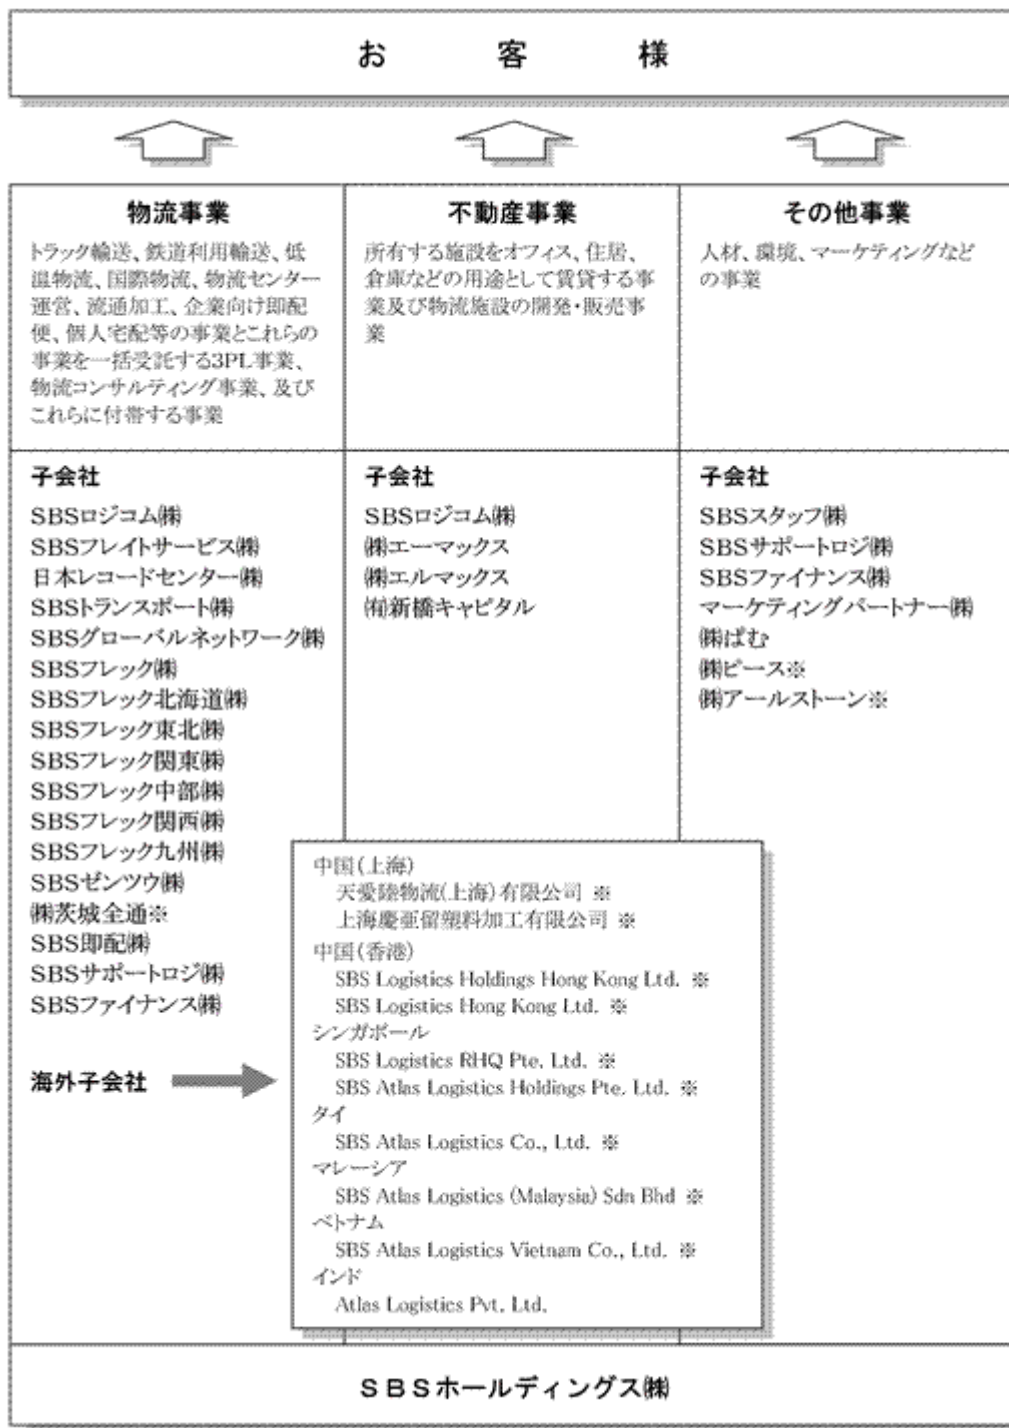 お客様
物流事業
トラック輸送、鉄道利用輸送、低
温物流、国際物流、物流センター
運営、流通加工、企業向け即配
便、個人宅配等の事業とこれらの
事業を一括受託する3PL事業、
物流コンサルティング事業、及び
これらに付帯する事業
不動産事業
所有する施設をオフィス、住居、
倉庫などの用途として賃貸する事
業及び物流施設の開発・販売事
業
その他事業
人材、環境、マーケティングなど
の事業
子会社
SBSロジコム㈱
SBSフレイトサービス㈱
日本レコードセンター㈱
SBSトランスポート㈱
SBSグローバルネットワーク㈱
SBSフレック㈱
SBSフレック北海道㈱
SBSフレック東北㈱
SBSフレック関東㈱
SBSフレック中部㈱
SBSフレック関西㈱
SBSフレック九州㈱
SBSゼンツウ㈱
㈱茨城全通※
SBS即配㈱
SBSサポートロジ㈱
SBSファイナンス㈱
海外子会社
子会社
SBSロジコム㈱
㈱エーマックス
㈱エルマックス
㈲新橋キャピタル
子会社
SBSスタッフ㈱
SBSサポートロジ㈱
SBSファイナンス㈱
マーケティングパートナー㈱
㈱ぱむ
㈱ピース※
㈱アールストーン※
中国(上海)
天愛陸物流(上海)有限公司 ※
上海慶亜留塑料加工有限公司 ※
中国(香港)
SBS Logistics Holdings Hong Kong Ltd. ※
SBS Logistics Hong Kong Ltd. ※
シンガポール
SBS Logistics RHQ Pte. Ltd. ※
SBS Atlas Logistics Holdings Pte. Ltd. ※
タイ
SBS Atlas Logistics Co., Ltd. ※
マレーシア
SBS Atlas Logistics (Malaysia) Sdn Bhd ※
ベトナム
SBS Atlas Logistics Vietnam Co., Ltd. ※
インド
Atlas Logistics Pvt. Ltd.
SBSホールディングス㈱